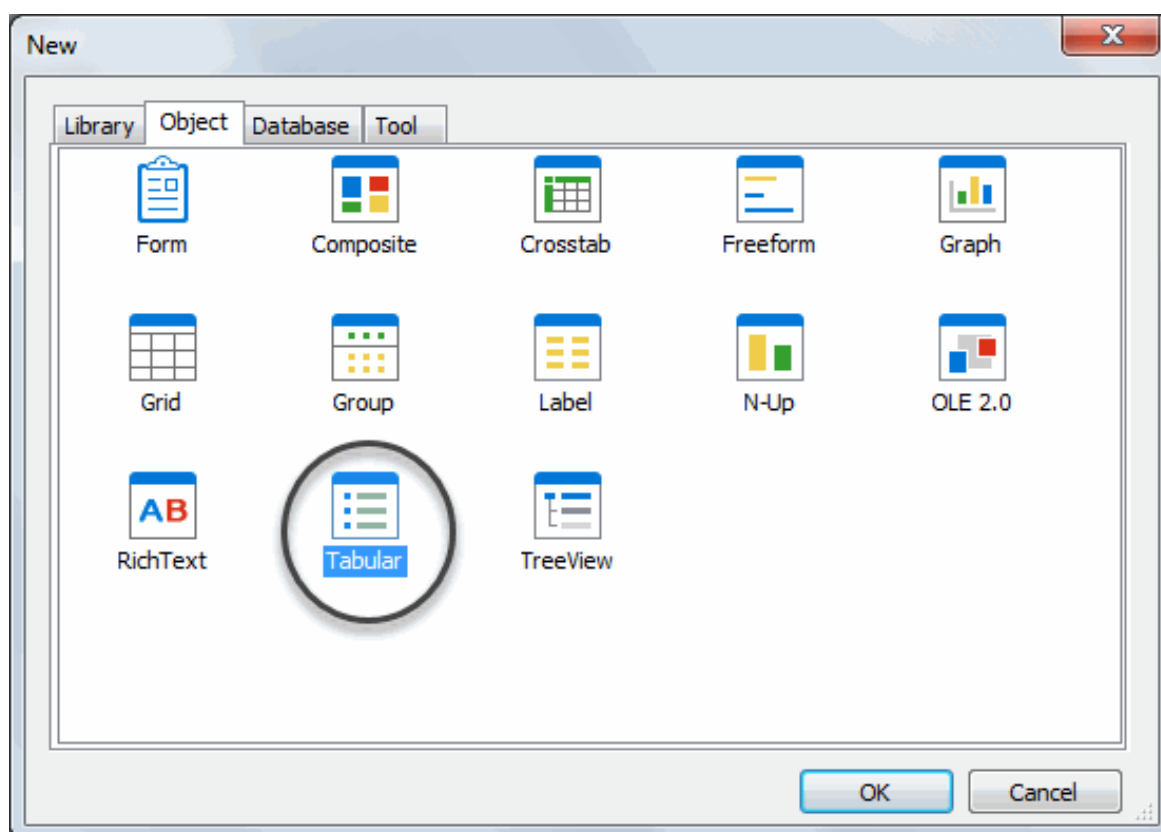 New
Library Object Database Tool
Form Composite Crosstab Freeform Graph
Grid Group Label N-Up OLE 2.0
AB
RichText Tabular TreeView
OK Cancel